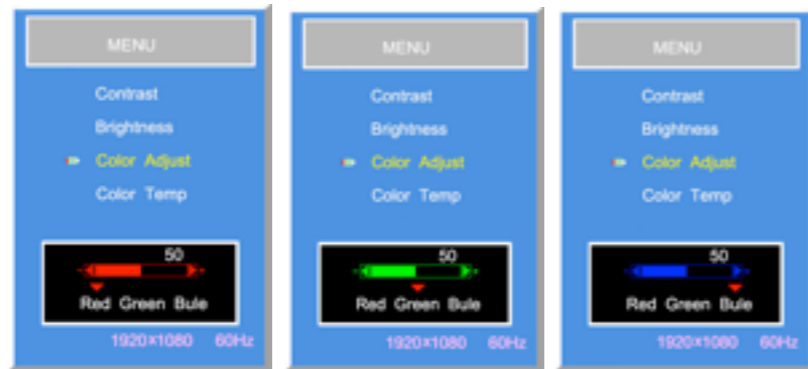 MENU
Contrast
Brightness
Color Adjust
Color Temp
50
Red Green Bule
1920×1080 60Hz
MENU
Contrast
Brightness
Color Adjust
Color Temp
50
Red Green Bule
1920×1080 60Hz
MENU
Contrast
Brightness
Color Adjust
Color Temp
50
Red Green Bule
1920×1080 60Hz